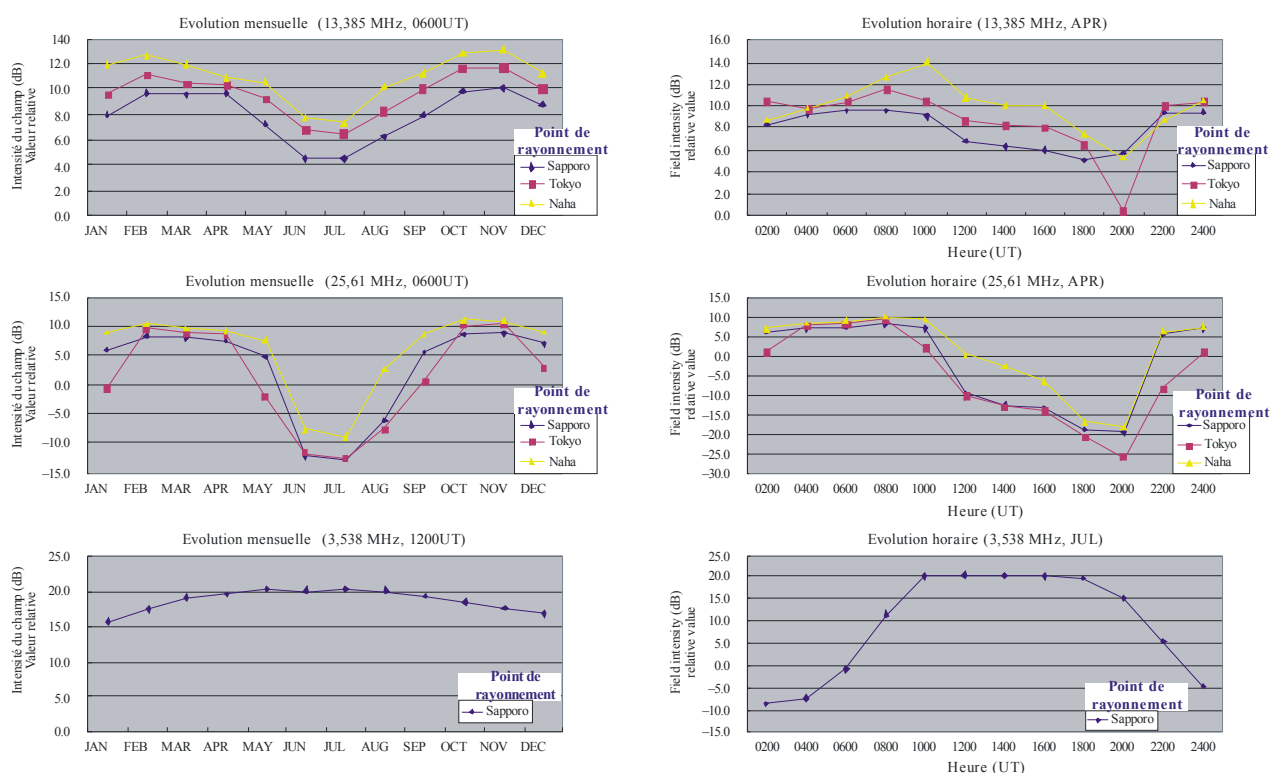 Evolution mensuelle (13,385 MHz, 0600UT)
Intensité du champ (dB)
Valeur relative
140
12.0
10.0
8.0
6.0
4.0
2.0
0.0
JAN FEB MAR APR MAY JUN JUL AUG SEP OCT NOV DEC
Point de
rayonnement
Sapporo
Tokyo
Naha
Evolution horaire (13,385 MHz, APR)
Field intensity (dB)
relative value
16.0
14.0
12.0
10.0
8.0
6.0
4.0
2.0
0.0
0200 0400 0600 0800 1000 1200 1400 1600 1800 2000 2200 2400
Heure (UT)
Point de
rayonnement
Sapporo
Tokyo
Naha
Evolution mensuelle (25,61 MHz, 0600UT)
Intensité du champ (dB)
Valeur relative
15.0
10.0
5.0
0.0
–5.0
–10.0
–15.0
JAN FEB MAR APR MAY JUN JUL AUG SEP OCT NOV DEC
Point de
rayonnement
Sapporo
Tokyo
Naha
Evolution horaire (25,61 MHz, APR)
Field intensity (dB)
relative value
15.0
10.0
5.0
0.0
–5.0
–10.0
–15.0
–20.0
–25.0
–30.0
0200 0400 0600 0800 1000 1200 1400 1600 1800 2000 2200 2400
Heure (UT)
Point de
rayonnement
Sapporo
Tokyo
Naha
Evolution mensuelle (3,538 MHz, 1200UT)
Intensité du champ (dB)
Valeur relative
25.0
20.0
15.0
10.0
5.0
0.0
JAN FEB MAR APR MAY JUN JUL AUG SEP OCT NOV DEC
Point de
rayonnement
Sapporo
Evolution horaire (3,538 MHz, JUL)
Field intensity (dB)
relative value
25.0
20.0
15.0
10.0
5.0
0.0
–5.0
–10.0
–15.0
0200 0400 0600 0800 1000 1200 1400 1600 1800 2000 2200 2400
Heure (UT)
Point de
rayonnement
Sapporo